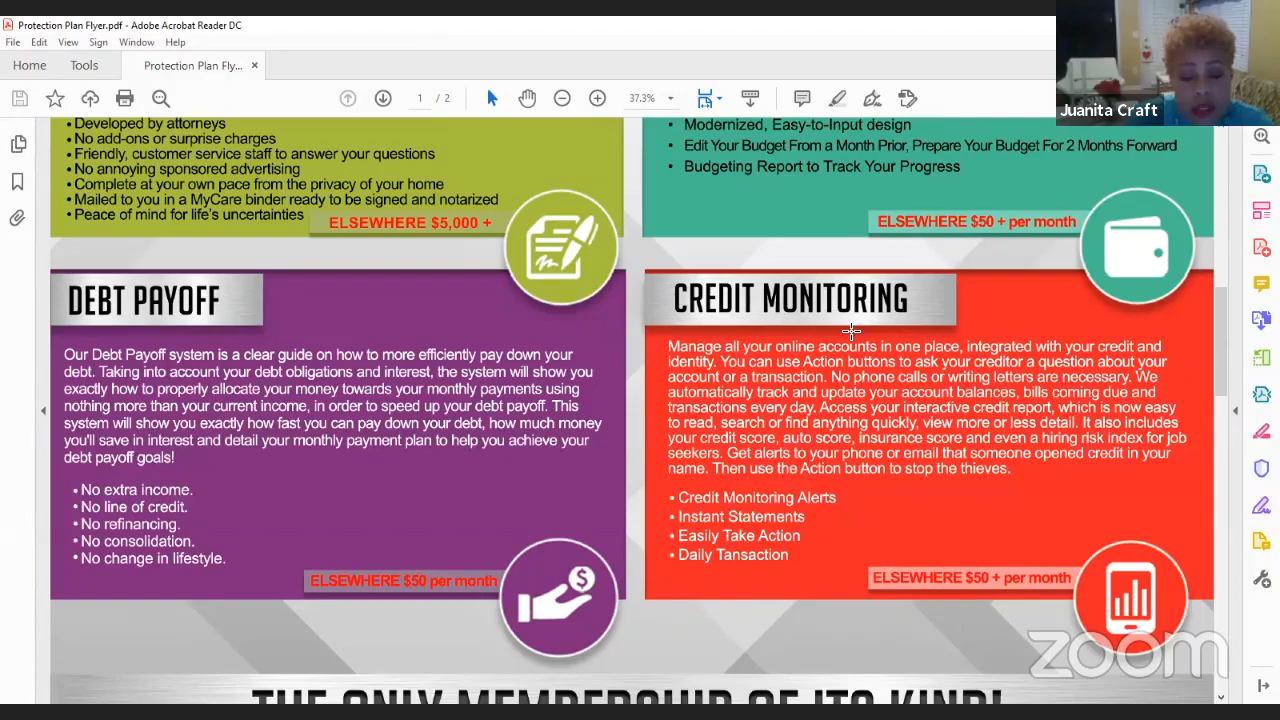 Protection Plan Flyer.pdf - Adobe Acrobat Reader DC
File Edit View Sign Window Help
Home Tools Protection Plan Fly... ×
1 / 2 37.3%
Juanita Craft
• Developed by attorneys
• No add-ons or surprise charges
• Friendly, customer service staff to answer your questions
• No annoying sponsored advertising
• Complete at your own pace from the privacy of your home
• Mailed to you in a MyCare binder ready to be signed and notarized
• Peace of mind for life's uncertainties
ELSEWHERE $5,000 +
• Modernized, Easy-to-Input design
• Edit Your Budget From a Month Prior, Prepare Your Budget For 2 Months Forward
• Budgeting Report to Track Your Progress
ELSEWHERE $50 + per month
DEBT PAYOFF
Our Debt Payoff system is a clear guide on how to more efficiently pay down your
debt. Taking into account your debt obligations and interest, the system will show you
exactly how to properly allocate your money towards your monthly payments using
nothing more than your current income, in order to speed up your debt payoff. This
system will show you exactly how fast you can pay down your debt, how much money
you'll save in interest and detail your monthly payment plan to help you achieve your
debt payoff goals!
• No extra income.
• No line of credit.
• No refinancing.
• No consolidation.
• No change in lifestyle.
ELSEWHERE $50 per month
$
CREDIT MONITORING
Manage all your online accounts in one place, integrated with your credit and
identity. You can use Action buttons to ask your creditor a question about your
account or a transaction. No phone calls or writing letters are necessary. We
automatically track and update your account balances, bills coming due and
transactions every day. Access your interactive credit report, which is now easy
to read, search or find anything quickly, view more or less detail. It also includes
your credit score, auto score, insurance score and even a hiring risk index for job
seekers. Get alerts to your phone or email that someone opened credit in your
name. Then use the Action button to stop the thieves.
• Credit Monitoring Alerts
• Instant Statements
• Easily Take Action
• Daily Tansaction
ELSEWHERE $50 + per month
zoom
THE ONLY MEMBERSHIP OF ITS KIND!